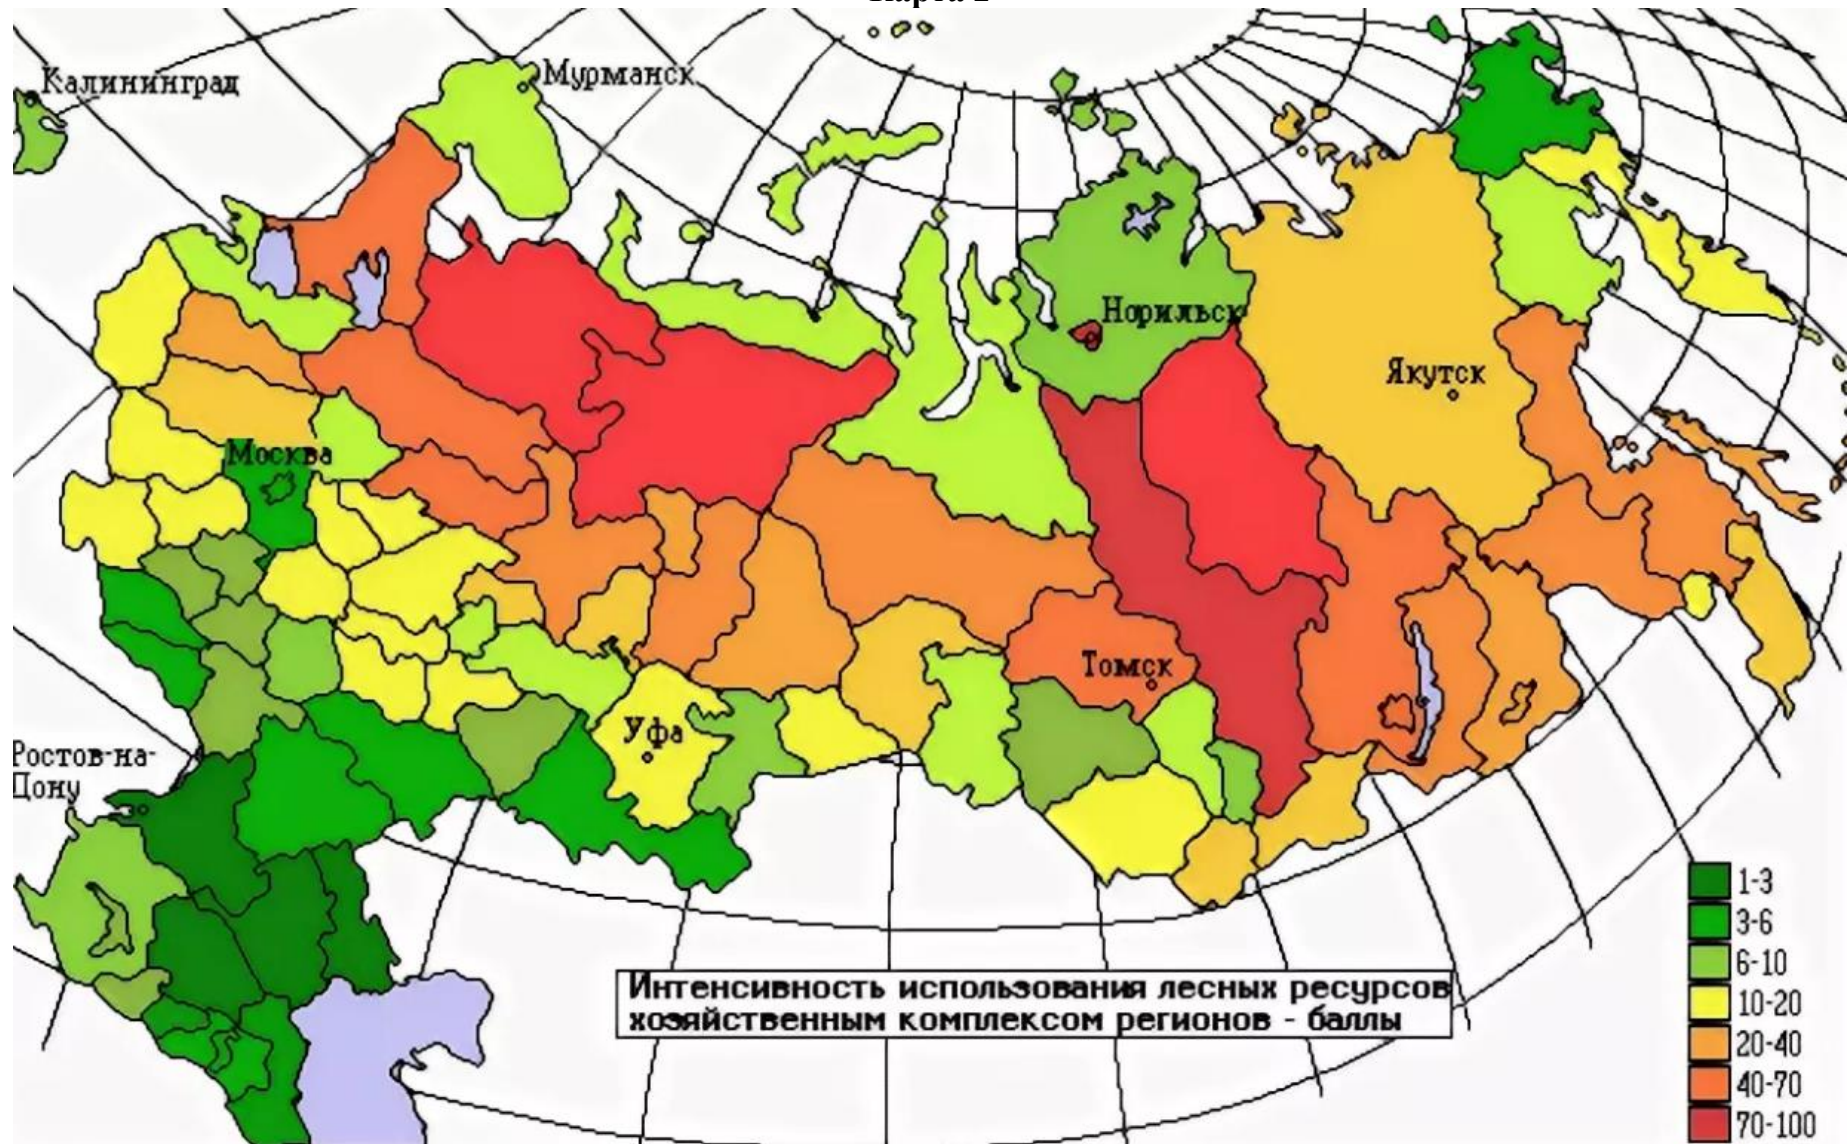 Калининград
Мурманск
Норильск
Якутск
Москва
Томск
Уфа
Ростов-на-
Дону
1-3
3-6
6-10
10-20
20-40
40-70
70-100
Интенсивность использования лесных ресурсов
хозяйственным комплексом регионов - баллы